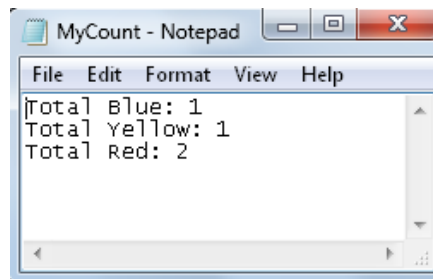 MyCount - Notepad
File Edit Format View Help
Total Blue: 1
Total Yellow: 1
Total Red: 2